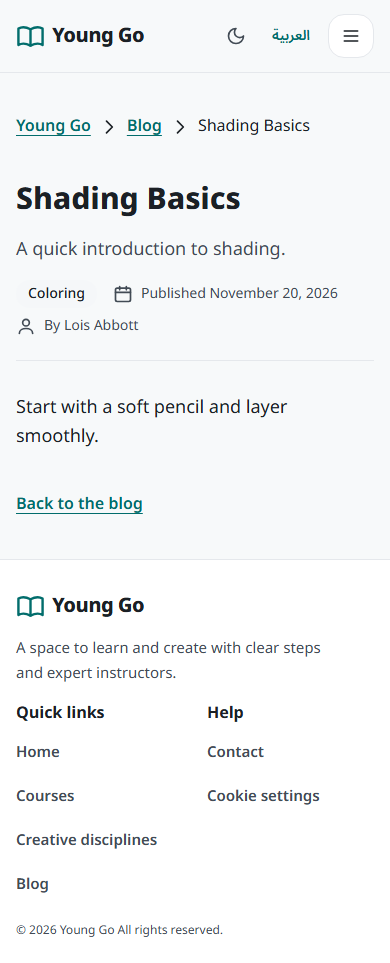 Young Go
العربية
Young Go > Blog > Shading Basics
Shading Basics
A quick introduction to shading.
Coloring Published November 20, 2026
By Lois Abbott
Start with a soft pencil and layer
smoothly.
Back to the blog
Young Go
A space to learn and create with clear steps
and expert instructors.
Quick links
Home
Courses
Creative disciplines
Blog
Help
Contact
Cookie settings
© 2026 Young Go All rights reserved.